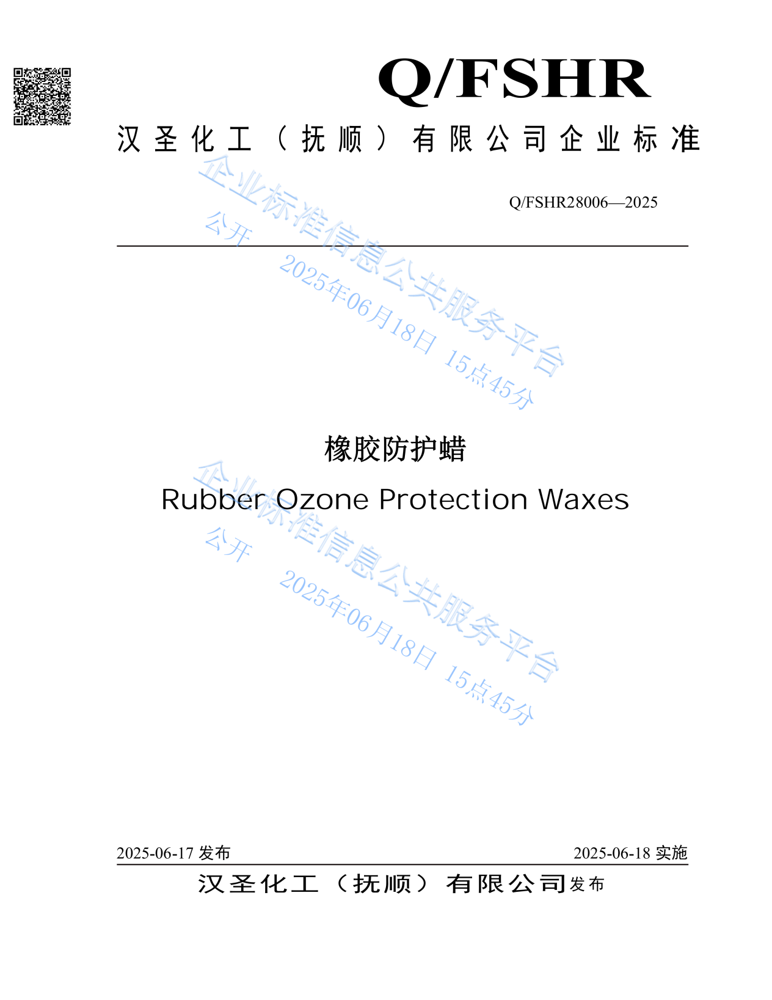 Q/FSHR
汉圣化工（抚顺）有限公司企业标准
Q/FSHR28006—2025
企业标准信息公共服务平台
公开
2025年06月18日 15点45分
橡胶防护蜡
Rubber Ozone Protection Waxes
企业标准信息公共服务平台
公开
2025年06月18日 15点45分
2025-06-17 发布
2025-06-18 实施
汉圣化工（抚顺）有限公司发布